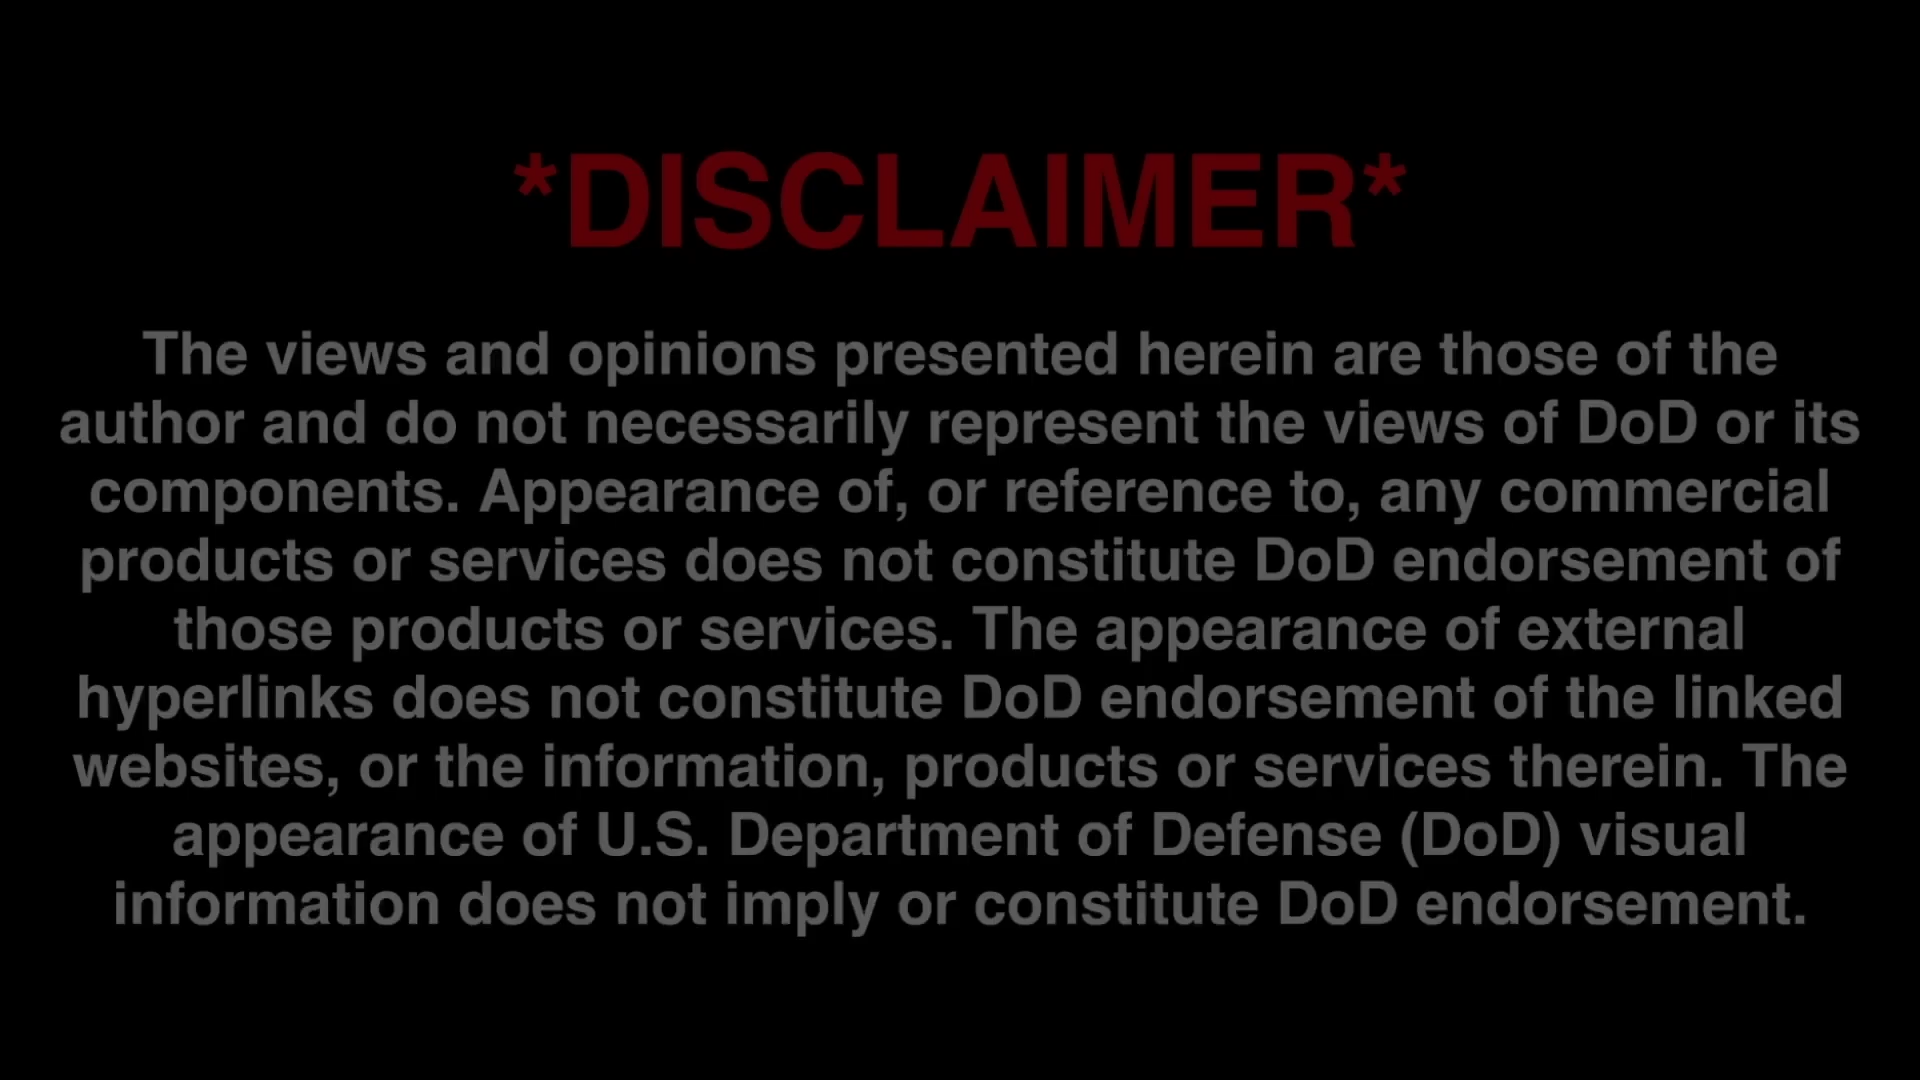 *DISCLAIMER*
The views and opinions presented herein are those of the
author and do not necessarily represent the views of DoD or its
components. Appearance of, or reference to, any commercial
products or services does not constitute DoD endorsement of
those products or services. The appearance of external
hyperlinks does not constitute DoD endorsement of the linked
websites, or the information, products or services therein. The
appearance of U.S. Department of Defense (DoD) visual
information does not imply or constitute DoD endorsement.